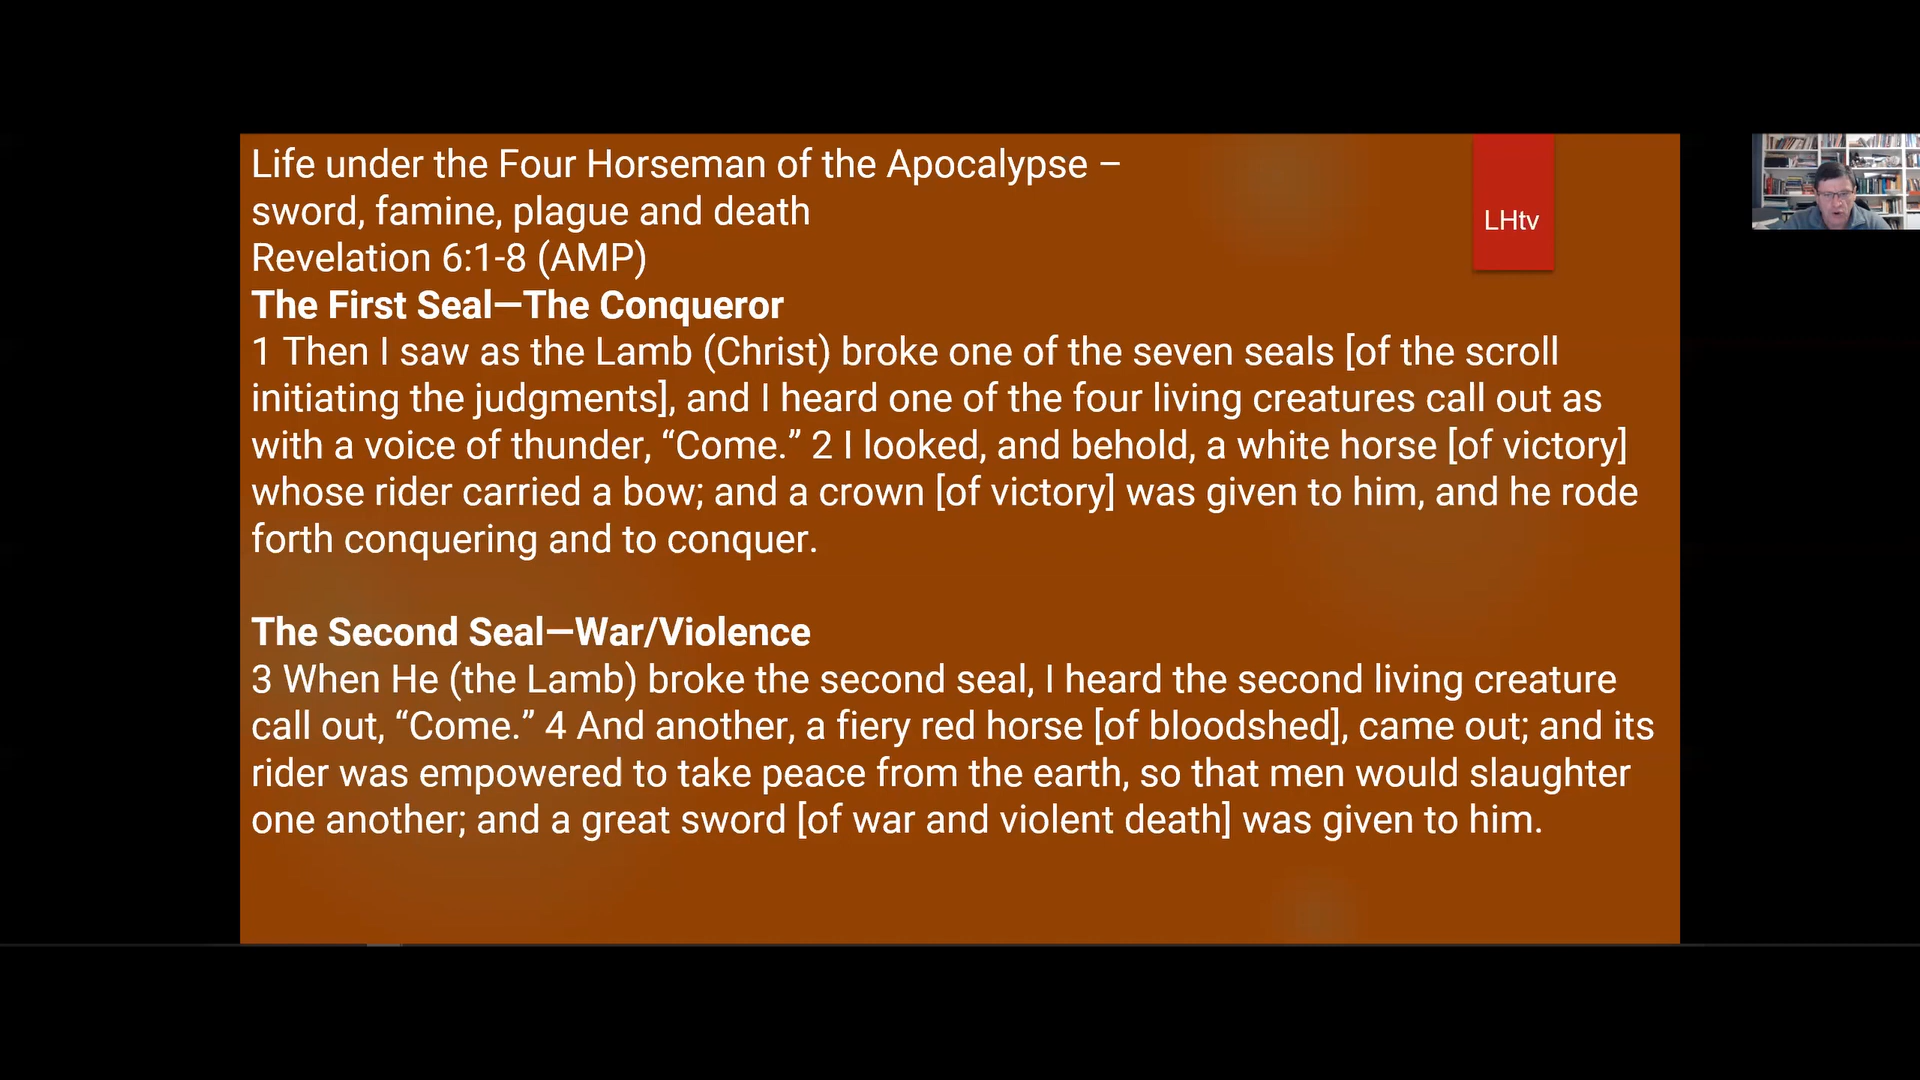 Life under the Four Horseman of the Apocalypse –
sword, famine, plague and death
Revelation 6:1-8 (AMP)
The First Seal—The Conqueror
1 Then I saw as the Lamb (Christ) broke one of the seven seals [of the scroll
initiating the judgments], and I heard one of the four living creatures call out as
with a voice of thunder, “Come.” 2 I looked, and behold, a white horse [of victory]
whose rider carried a bow; and a crown [of victory] was given to him, and he rode
forth conquering and to conquer.
The Second Seal—War/Violence
3 When He (the Lamb) broke the second seal, I heard the second living creature
call out, “Come.” 4 And another, a fiery red horse [of bloodshed], came out; and its
rider was empowered to take peace from the earth, so that men would slaughter
one another; and a great sword [of war and violent death] was given to him.
LHtv